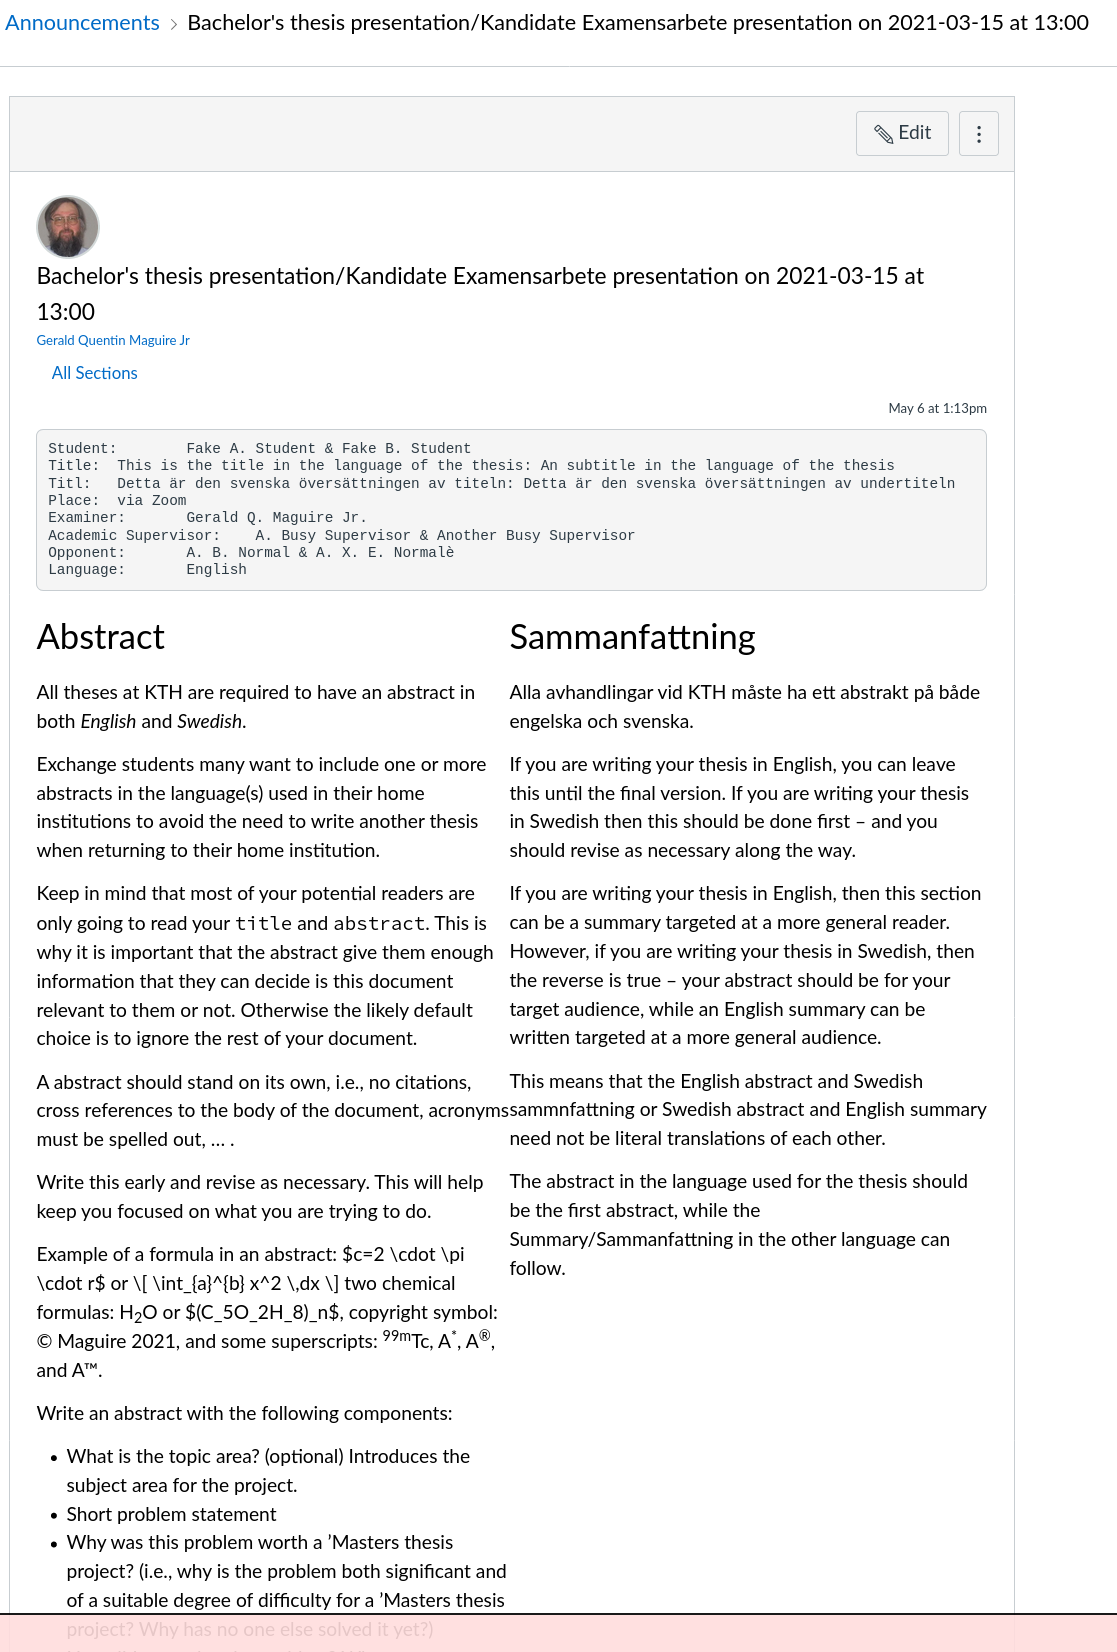 Announcements › Bachelor's thesis presentation/Kandidate Examensarbete presentation on 2021-03-15 at 13:00
Edit
Bachelor's thesis presentation/Kandidate Examensarbete presentation on 2021-03-15 at
13:00
Gerald Quentin Maguire Jr
All Sections
May 6 at 1:13pm
Student:        Fake A. Student & Fake B. Student
Title:  This is the title in the language of the thesis: An subtitle in the language of the thesis
Titl:   Detta är den svenska översättningen av titeln: Detta är den svenska översättningen av undertiteln
Place:  via Zoom
Examiner:       Gerald Q. Maguire Jr.
Academic Supervisor:    A. Busy Supervisor & Another Busy Supervisor
Opponent:       A. B. Normal & A. X. E. Normalè
Language:       English
Abstract
All theses at KTH are required to have an abstract in
both English and Swedish.
Exchange students many want to include one or more
abstracts in the language(s) used in their home
institutions to avoid the need to write another thesis
when returning to their home institution.
Keep in mind that most of your potential readers are
only going to read your title and abstract. This is
why it is important that the abstract give them enough
information that they can decide is this document
relevant to them or not. Otherwise the likely default
choice is to ignore the rest of your document.
A abstract should stand on its own, i.e., no citations,
cross references to the body of the document, acronyms
must be spelled out, … .
Write this early and revise as necessary. This will help
keep you focused on what you are trying to do.
Example of a formula in an abstract: $c=2 \cdot \pi
\cdot r$ or \[ \int_{a}^{b} x^2 \,dx \] two chemical
formulas: H₂O or $(C_5O_2H_8)_n$, copyright symbol:
© Maguire 2021, and some superscripts: ⁹⁹ᵐTc, A*, A®,
and A™.
Write an abstract with the following components:
• What is the topic area? (optional) Introduces the
subject area for the project.
• Short problem statement
• Why was this problem worth a ’Masters thesis
project? (i.e., why is the problem both significant and
of a suitable degree of difficulty for a ’Masters thesis
project? Why has no one else solved it yet?)
Sammanfattning
Alla avhandlingar vid KTH måste ha ett abstrakt på både
engelska och svenska.
If you are writing your thesis in English, you can leave
this until the final version. If you are writing your thesis
in Swedish then this should be done first – and you
should revise as necessary along the way.
If you are writing your thesis in English, then this section
can be a summary targeted at a more general reader.
However, if you are writing your thesis in Swedish, then
the reverse is true – your abstract should be for your
target audience, while an English summary can be
written targeted at a more general audience.
This means that the English abstract and Swedish
sammnfattning or Swedish abstract and English summary
need not be literal translations of each other.
The abstract in the language used for the thesis should
be the first abstract, while the
Summary/Sammanfattning in the other language can
follow.